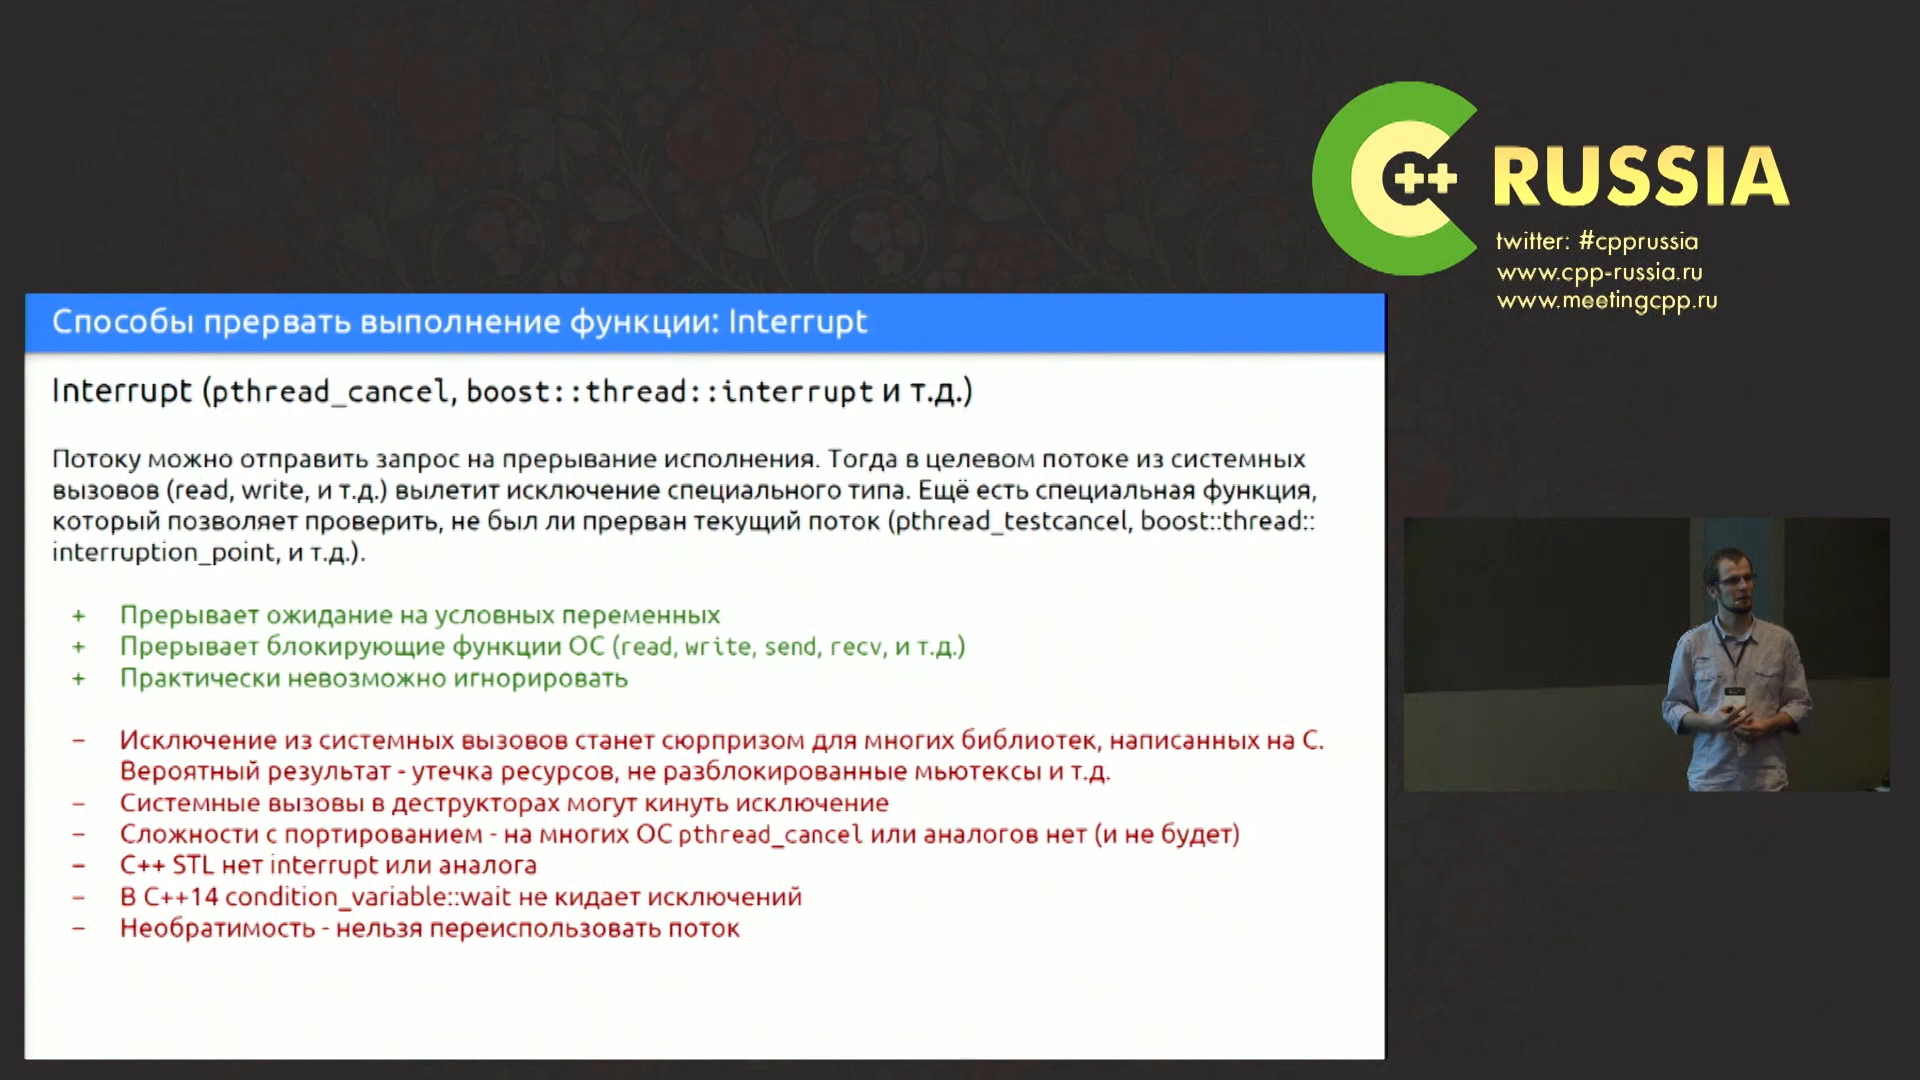 C++ RUSSIA
twitter: #cpprussia
www.cpp-russia.ru
www.meetingcpp.ru
Способы прервать выполнение функции: Interrupt
Interrupt (pthread_cancel, boost::thread::interrupt и т.д.)
Потоку можно отправить запрос на прерывание исполнения. Тогда в целевом потоке из системных
вызовов (read, write, и т.д.) вылетит исключение специального типа. Ещё есть специальная функция,
который позволяет проверить, не был ли прерван текущий поток (pthread_testcancel, boost::thread::
interruption_point, и т.д.).
+ Прерывает ожидание на условных переменных
+ Прерывает блокирующие функции ОС (read, write, send, recv, и т.д.)
+ Практически невозможно игнорировать
– Исключение из системных вызовов станет сюрпризом для многих библиотек, написанных на C.
Вероятный результат - утечка ресурсов, не разблокированные мьютексы и т.д.
– Системные вызовы в деструкторах могут кинуть исключение
– Сложности с портированием - на многих ОС pthread_cancel или аналогов нет (и не будет)
– C++ STL нет interrupt или аналога
– В C++14 condition_variable::wait не кидает исключений
– Необратимость - нельзя переиспользовать поток